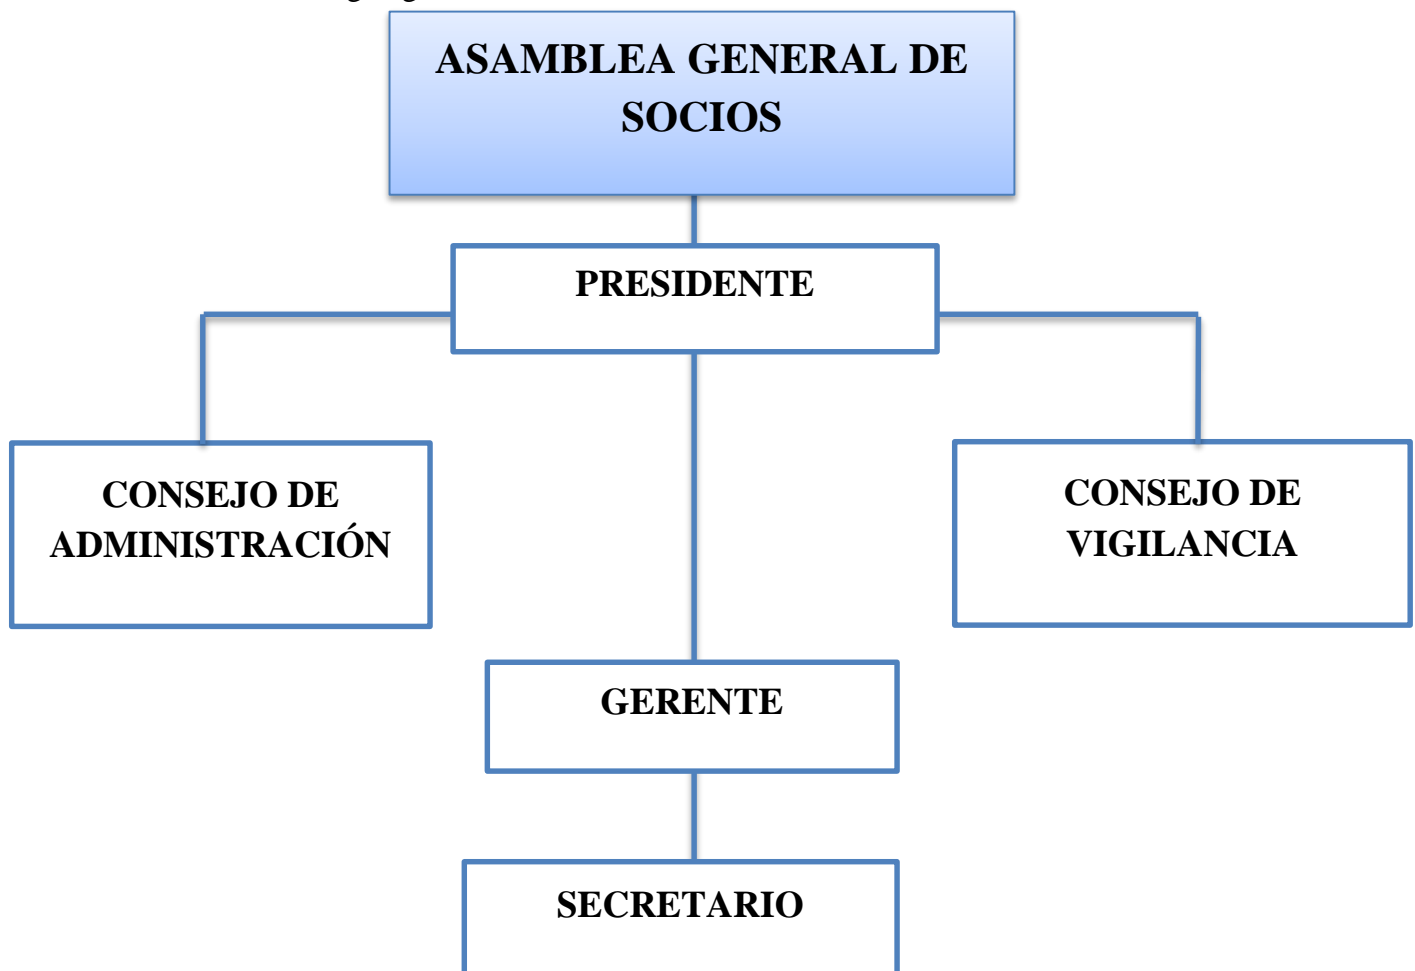 ASAMBLEA GENERAL DE
SOCIOS
PRESIDENTE
CONSEJO DE
ADMINISTRACIÓN
CONSEJO DE
VIGILANCIA
GERENTE
SECRETARIO